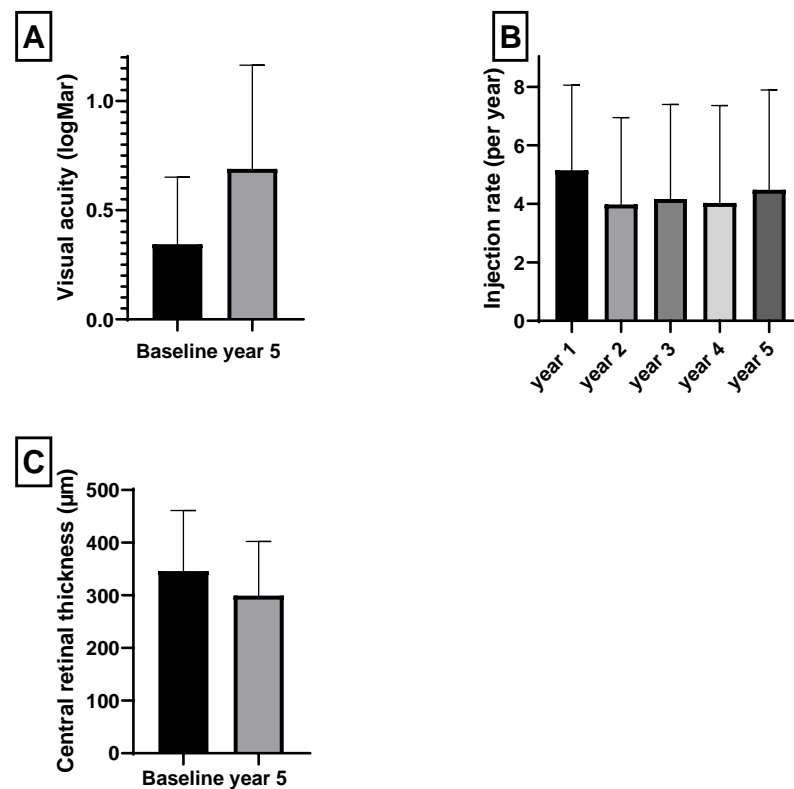 A
Visual acuity (logMar)
1.0
0.5
0.0
Baseline year 5
B
Injection rate (per year)
8
6
4
2
0
year 1
year 2
year 3
year 4
year 5
C
Central retinal thickness (µm)
500
400
300
200
100
0
Baseline year 5